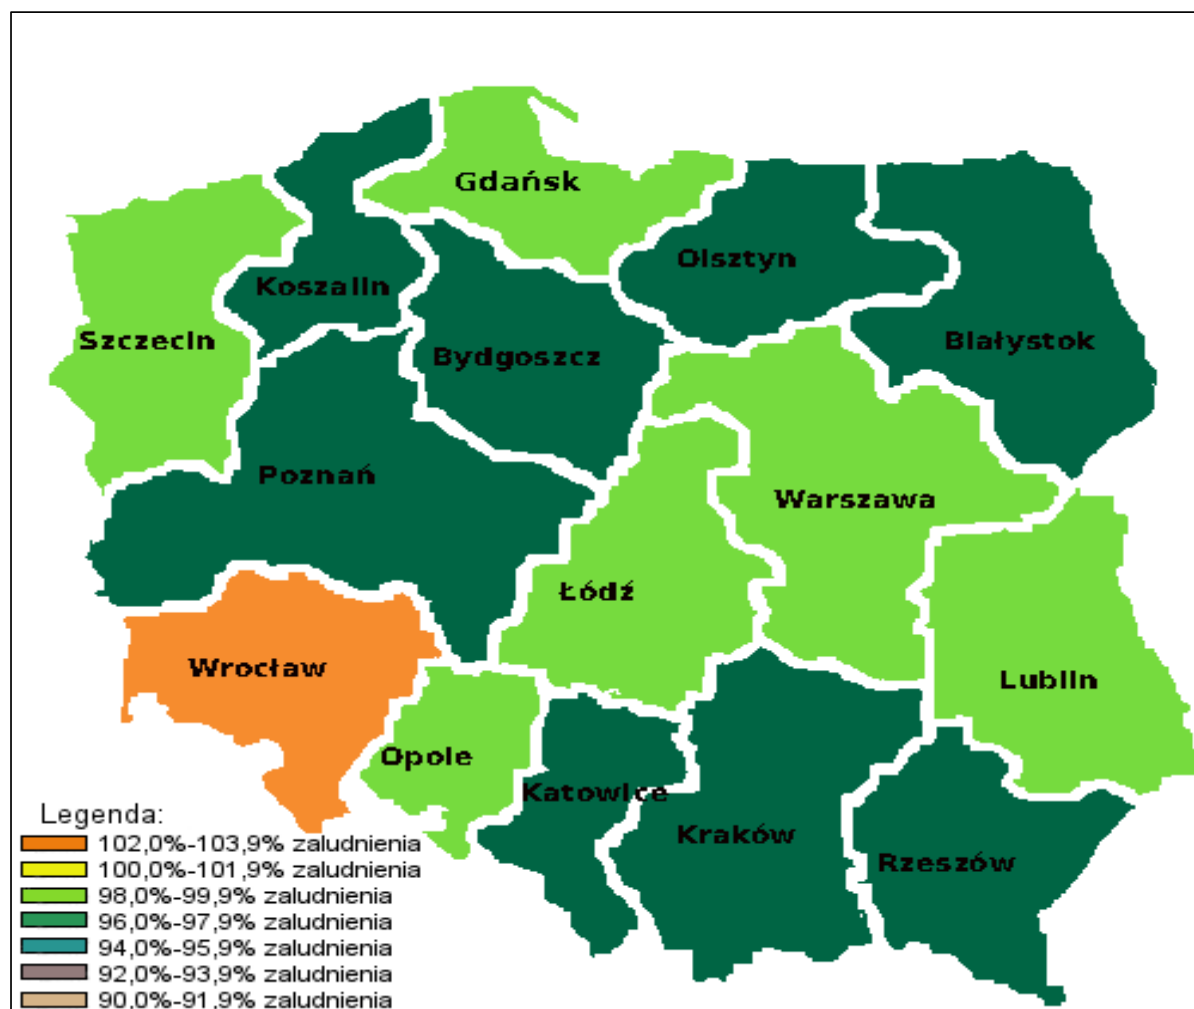 Gdańsk
Olsztyn
Koszalin
Szczecin
Bydgoszcz
Białystok
Poznań
Warszawa
Łódź
Wrocław
Lublin
Opole
Katowice
Kraków
Rzeszów
Legenda:
102,0%-103,9% zaludnienia
100,0%-101,9% zaludnienia
98,0%-99,9% zaludnienia
96,0%-97,9% zaludnienia
94,0%-95,9% zaludnienia
92,0%-93,9% zaludnienia
90,0%-91,9% zaludnienia